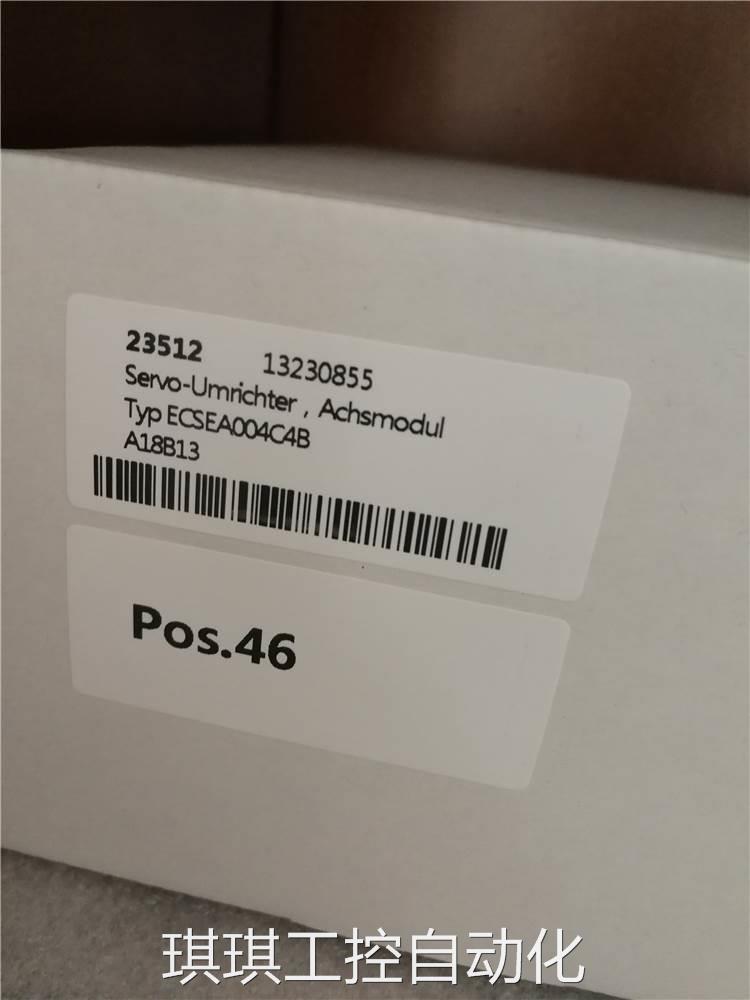 23512 13230855
Servo-Umrichter , Achsmodul
Typ ECSEA004C4B
A18B13
Pos.46
琪琪工控自动化